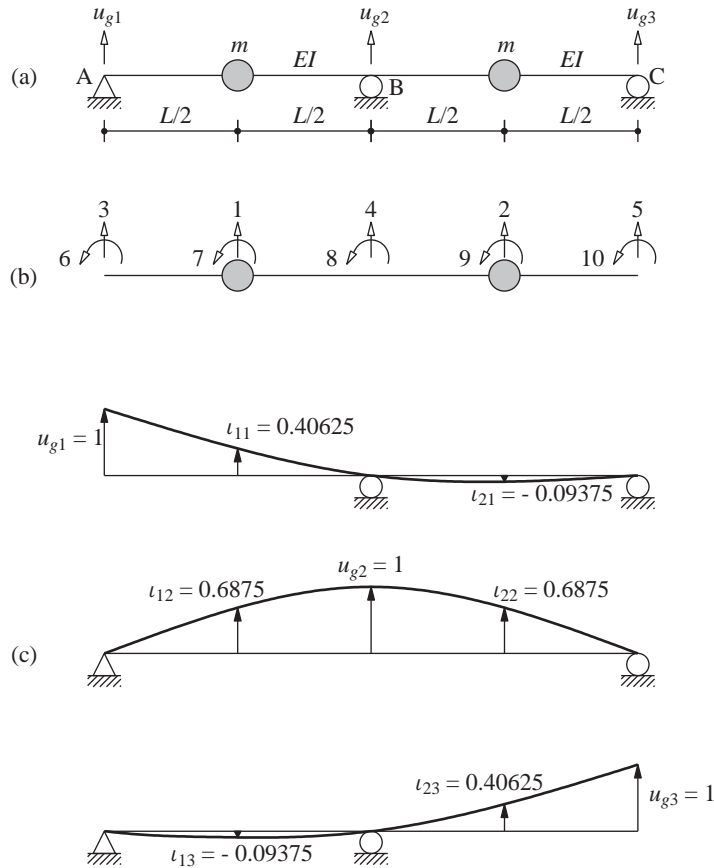 u_g1 u_g2 u_g3
(a) A m EI B m EI C
L/2 L/2 L/2 L/2
3 1 4 2 5
(b) 6 7 8 9 10
u_g1 = 1 ι_11 = 0.40625
ι_21 = - 0.09375
u_g2 = 1
ι_12 = 0.6875 ι_22 = 0.6875
(c)
ι_23 = 0.40625
u_g3 = 1
ι_13 = - 0.09375